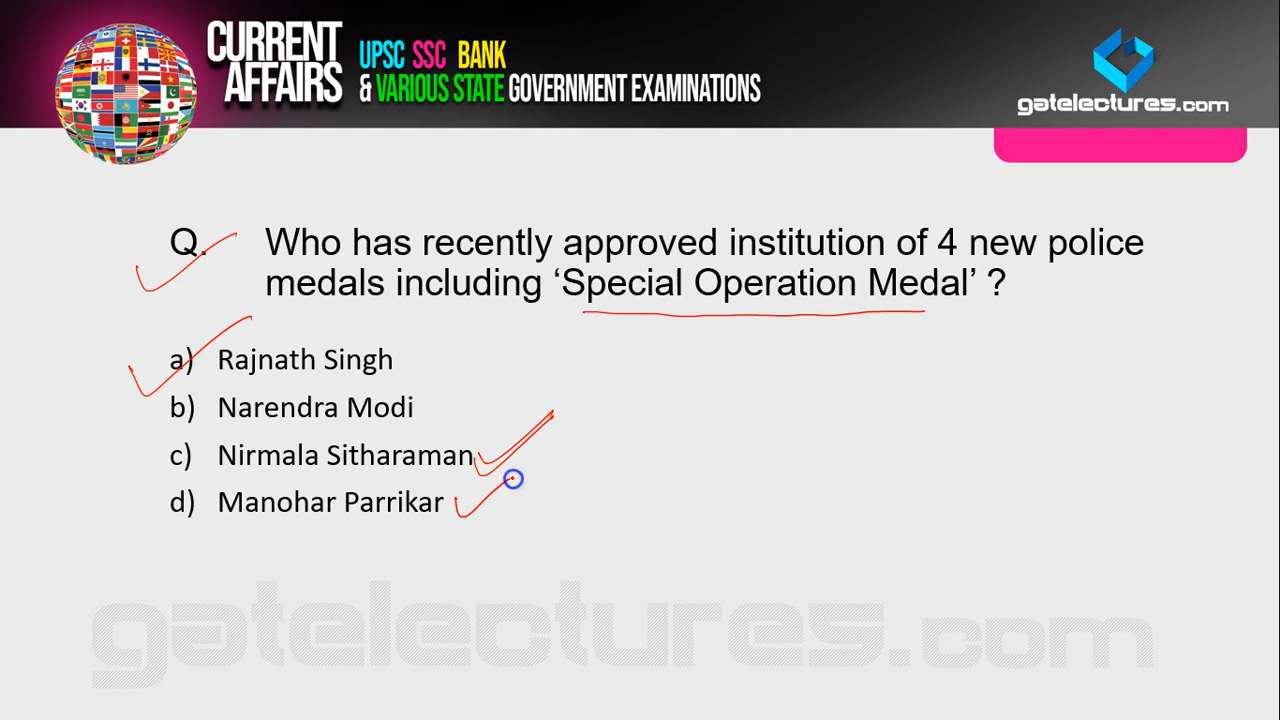 CURRENT
AFFAIRS
UPSC SSC BANK
& VARIOUS STATE GOVERNMENT EXAMINATIONS
gatelectures.com
Q. Who has recently approved institution of 4 new police
medals including ‘Special Operation Medal’ ?
a) Rajnath Singh
b) Narendra Modi
c) Nirmala Sitharaman
d) Manohar Parrikar
gatelectures.com